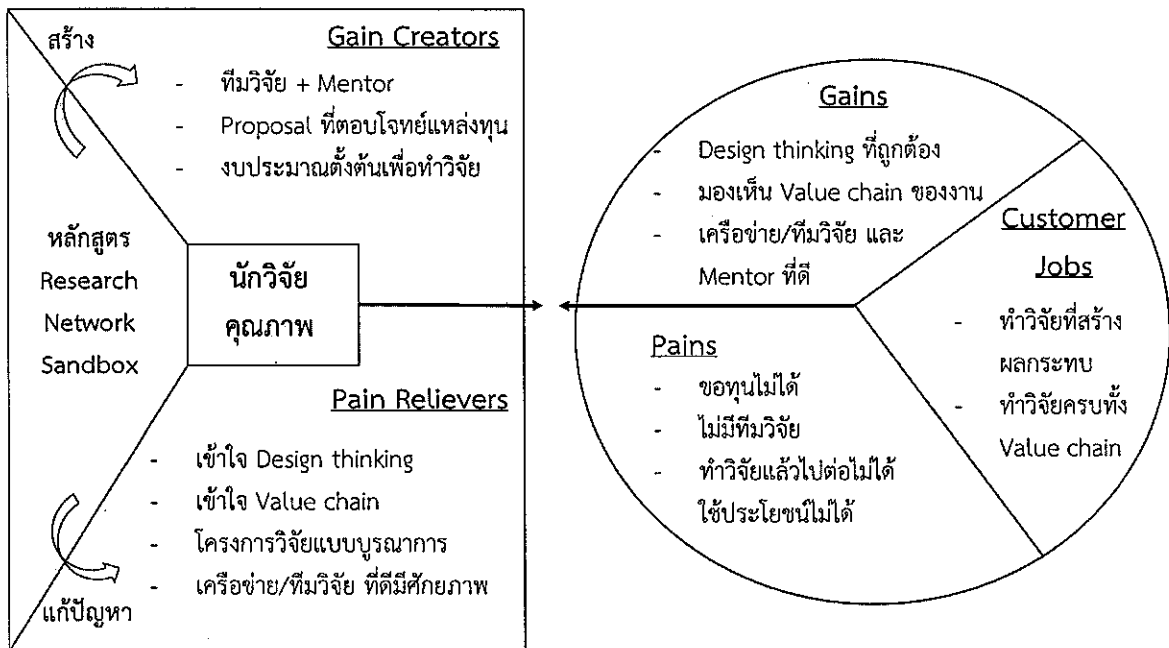 สร้าง
Gain Creators
- ทีมวิจัย + Mentor
- Proposal ที่ตอบโจทย์แหล่งทุน
- งบประมาณตั้งต้นเพื่อทำวิจัย
หลักสูตร
Research
Network
Sandbox
นักวิจัย
คุณภาพ
Pain Relievers
- เข้าใจ Design thinking
- เข้าใจ Value chain
- โครงการวิจัยแบบบูรณาการ
- เครือข่าย/ทีมวิจัย ที่ดีมีศักยภาพ
แก้ปัญหา
Gains
- Design thinking ที่ถูกต้อง
- มองเห็น Value chain ของงาน
- เครือข่าย/ทีมวิจัย และ
Mentor ที่ดี
Pains
- ขอทุนไม่ได้
- ไม่มีทีมวิจัย
- ทำวิจัยแล้วไปต่อไม่ได้
ใช้ประโยชน์ไม่ได้
Customer
Jobs
- ทำวิจัยที่สร้าง
ผลกระทบ
- ทำวิจัยครบทั้ง
Value chain